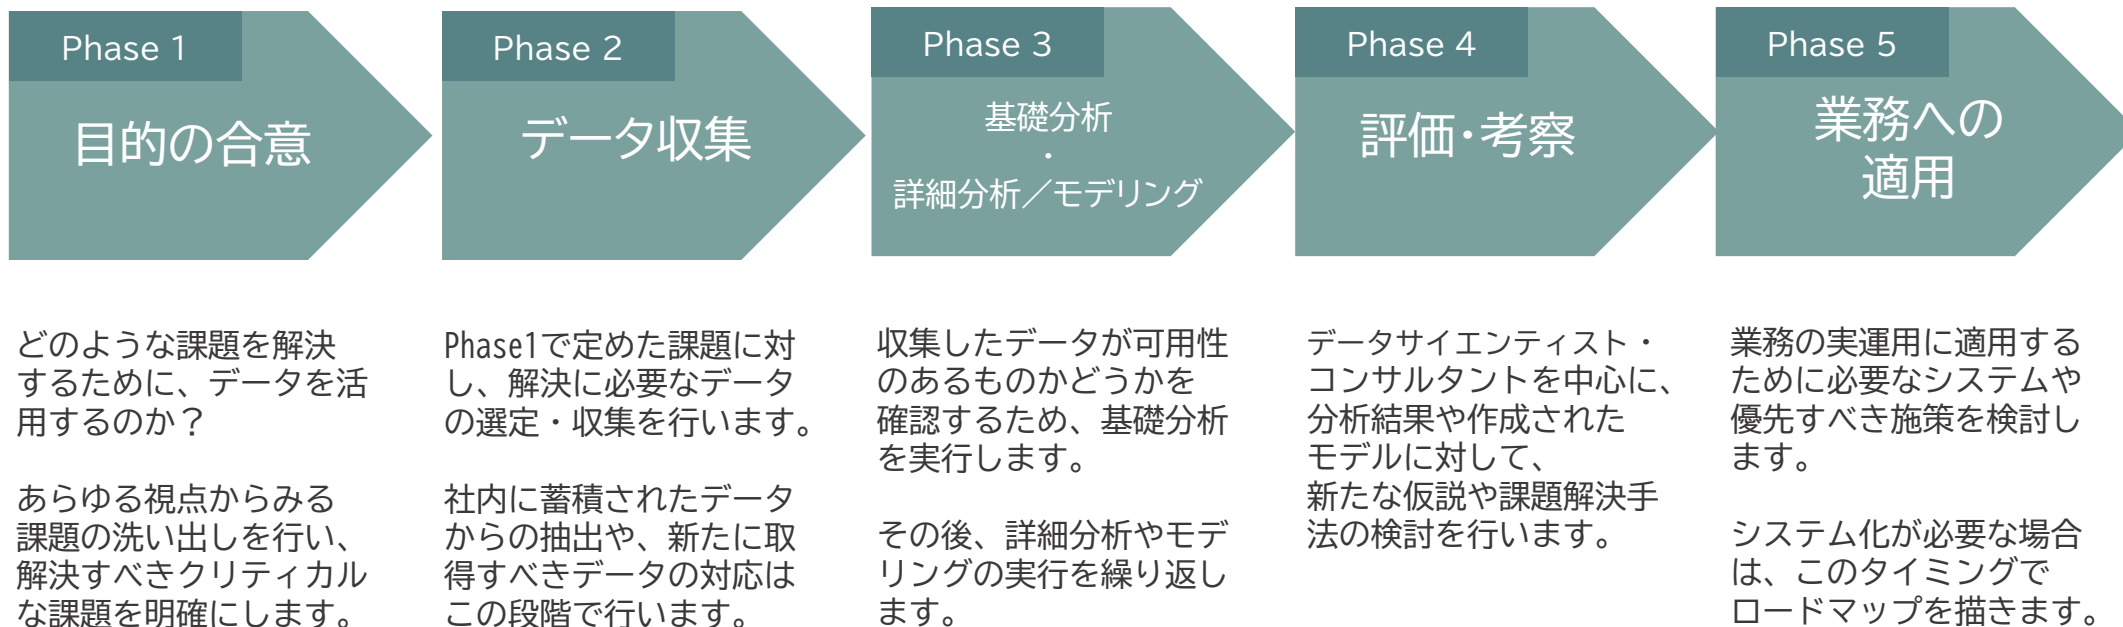 Phase 1
目的の合意
どのような課題を解決
するために、データを活
用するのか？
あらゆる視点からみる
課題の洗い出しを行い、
解決すべきクリティカル
な課題を明確にします。
Phase 2
データ収集
Phase1で定めた課題に対
し、解決に必要なデータ
の選定・収集を行います。
社内に蓄積されたデータ
からの抽出や、新たに取
得すべきデータの対応は
この段階で行います。
Phase 3
基礎分析
・
詳細分析／モデリング
収集したデータが可用性
のあるものかどうかを
確認するため、基礎分析
を実行します。
その後、詳細分析やモデ
リングの実行を繰り返し
ます。
Phase 4
評価・考察
データサイエンティスト・
コンサルタントを中心に、
分析結果や作成された
モデルに対して、
新たな仮説や課題解決手
法の検討を行います。
Phase 5
業務への
適用
業務の実運用に適用する
ために必要なシステムや
優先すべき施策を検討し
ます。
システム化が必要な場合
は、このタイミングで
ロードマップを描きます。